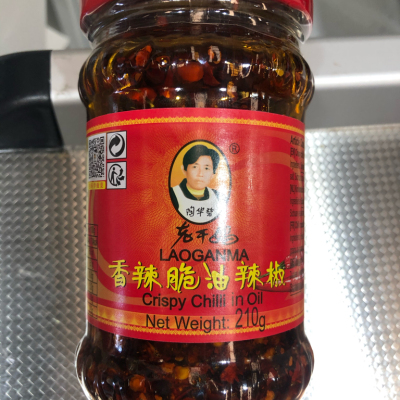 ®
陶华碧
老干妈
LAOGANMA
香辣脆油辣椒
Crispy Chilli in Oil
Net Weight: 210g